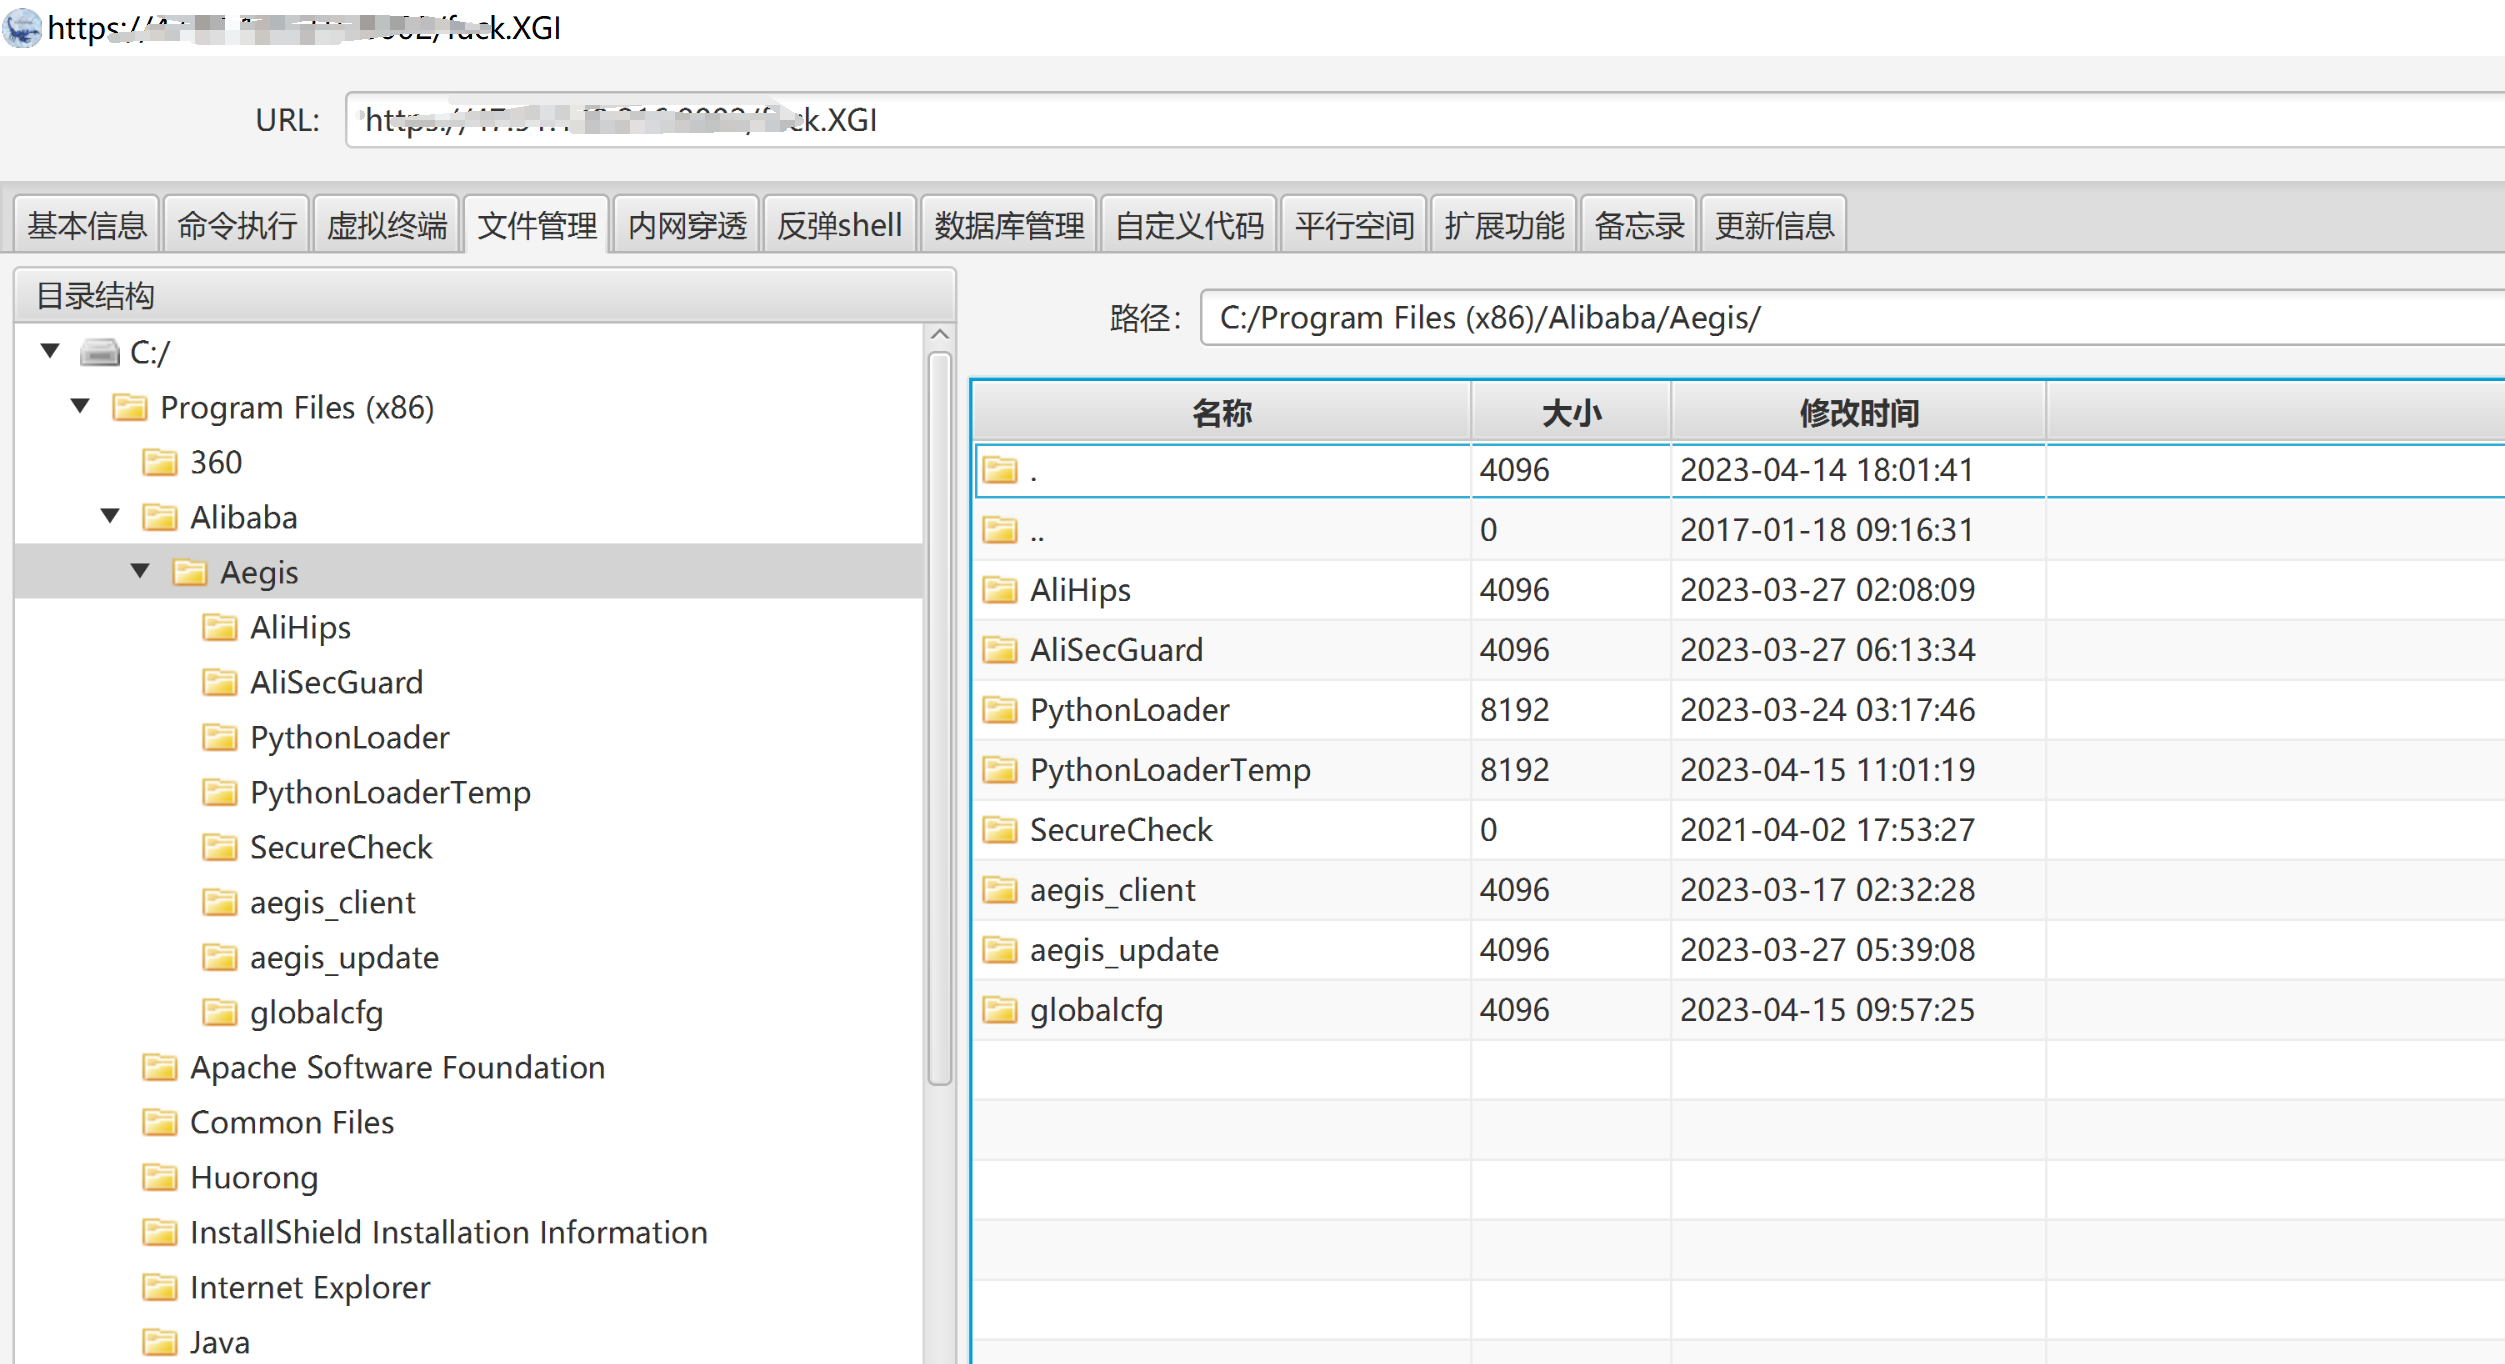 https://
ck.XGI
URL:
https://
ck.XGI
基本信息 命令执行 虚拟终端 文件管理 内网穿透 反弹shell 数据库管理 自定义代码 平行空间 扩展功能 备忘录 更新信息
目录结构
C:/
Program Files (x86)
360
Alibaba
Aegis
AliHips
AliSecGuard
PythonLoader
PythonLoaderTemp
SecureCheck
aegis_client
aegis_update
globalcfg
Apache Software Foundation
Common Files
Huorong
InstallShield Installation Information
Internet Explorer
Java
路径: C:/Program Files (x86)/Alibaba/Aegis/
名称 大小 修改时间
. 4096 2023-04-14 18:01:41
.. 0 2017-01-18 09:16:31
AliHips 4096 2023-03-27 02:08:09
AliSecGuard 4096 2023-03-27 06:13:34
PythonLoader 8192 2023-03-24 03:17:46
PythonLoaderTemp 8192 2023-04-15 11:01:19
SecureCheck 0 2021-04-02 17:53:27
aegis_client 4096 2023-03-17 02:32:28
aegis_update 4096 2023-03-27 05:39:08
globalcfg 4096 2023-04-15 09:57:25